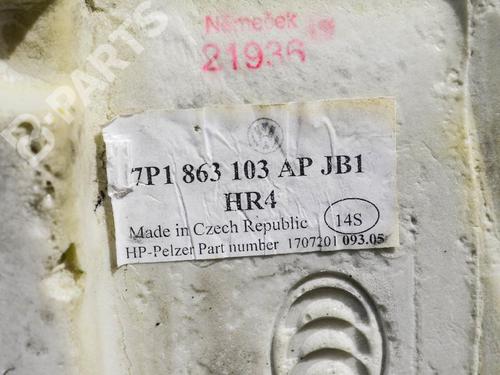 Němeček
21936
B-PARTS
7P1 863 103 AP JB1
HR4
Made in Czech Republic 14S
HP-Pelzer Part number 1707201 093.05